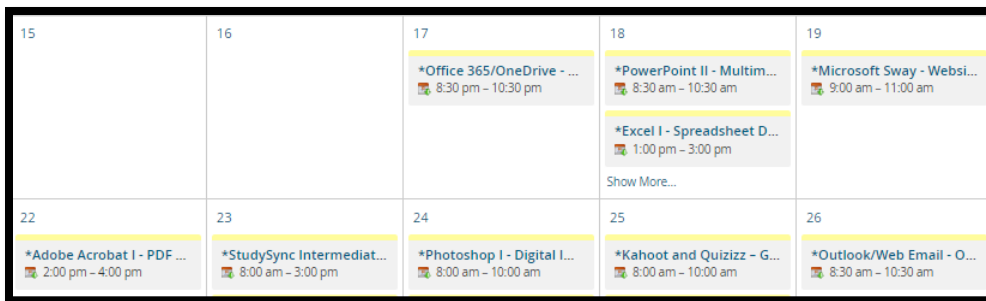 15 16 17 18 19
*Office 365/OneDrive - ... *PowerPoint II - Multim... *Microsoft Sway - Websi...
8:30 pm – 10:30 pm 8:30 am – 10:30 am 9:00 am – 11:00 am
*Excel I - Spreadsheet D...
1:00 pm – 3:00 pm
Show More...
22 23 24 25 26
*Adobe Acrobat I - PDF ... *StudySync Intermediat... *Photoshop I - Digital I... *Kahoot and Quizizz – G... *Outlook/Web Email - O...
2:00 pm – 4:00 pm 8:00 am – 3:00 pm 8:00 am – 10:00 am 8:00 am – 10:00 am 8:30 am – 10:30 am